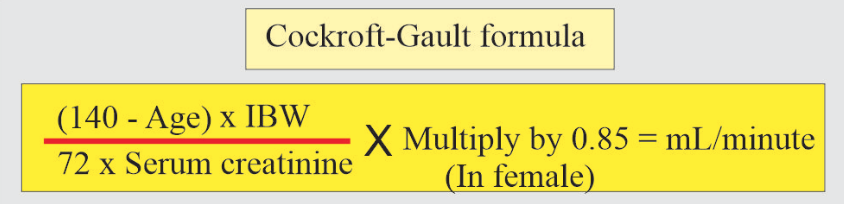 Cockroft-Gault formula
(140 - Age) x IBW
72 x Serum creatinine
X Multiply by 0.85 = mL/minute
(In female)